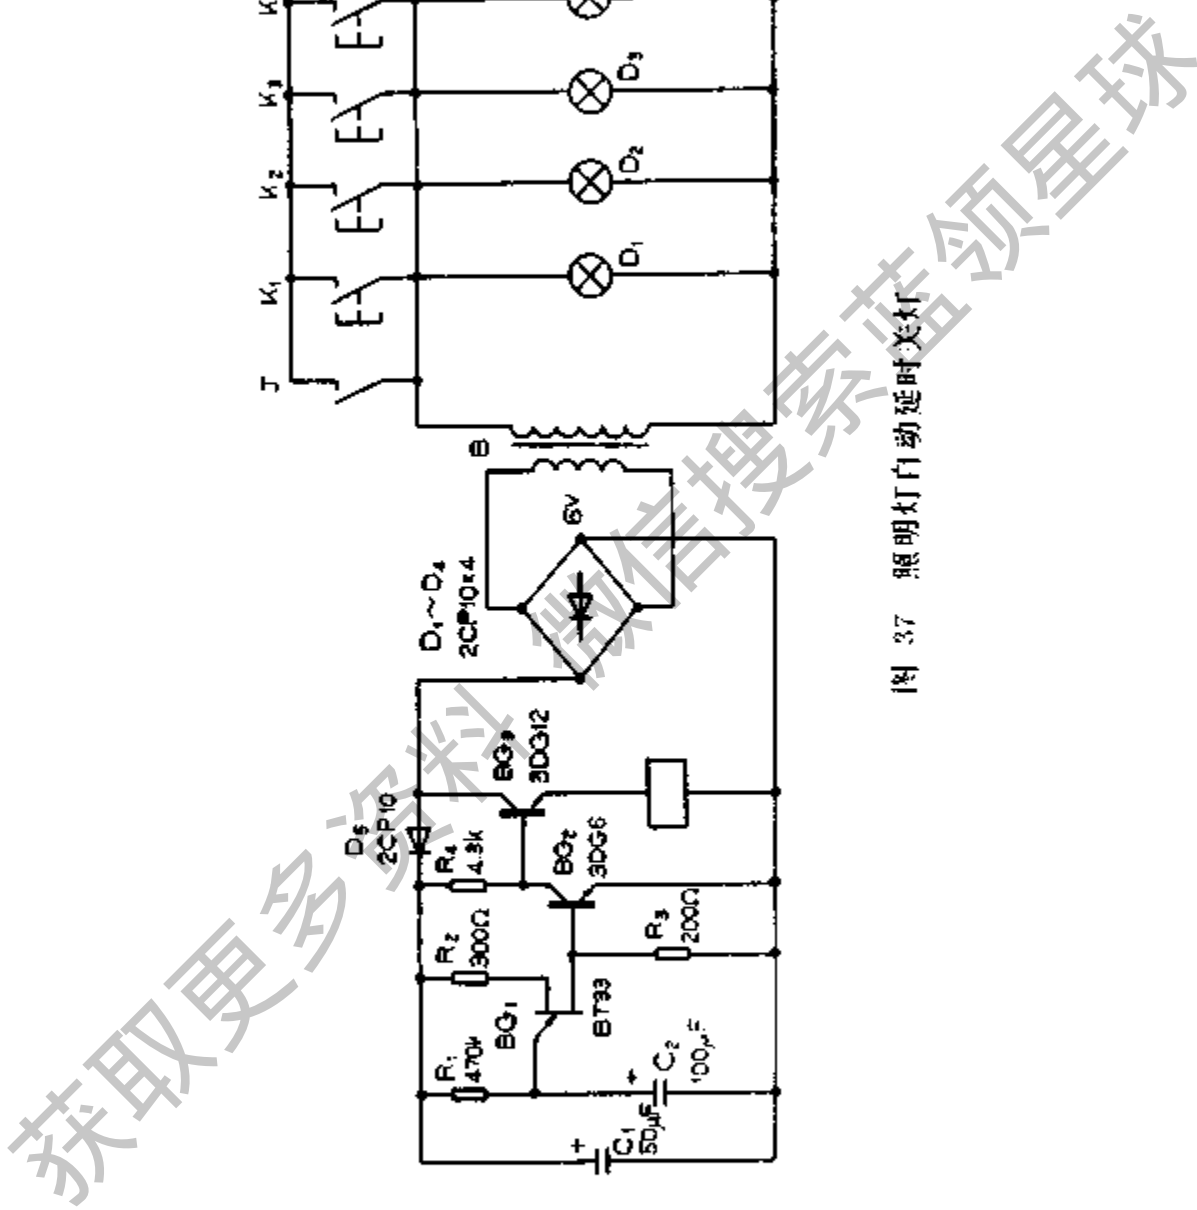 K
K₃
K₂
K₁
J
D₃
D₂
D₁
B
6V
D₁~D₄
2CP10×4
BG₃
3DG12
D₅
2CP10
R₄
4.3k
BG₂
3DG6
R₂
300Ω
R₃
200Ω
BG₁
BT33
R₁
470k
+
C₂
100μF
+
C₁
50μF
图 37 照明灯自动延时关灯
获取更多资料 微信搜索蓝领星球